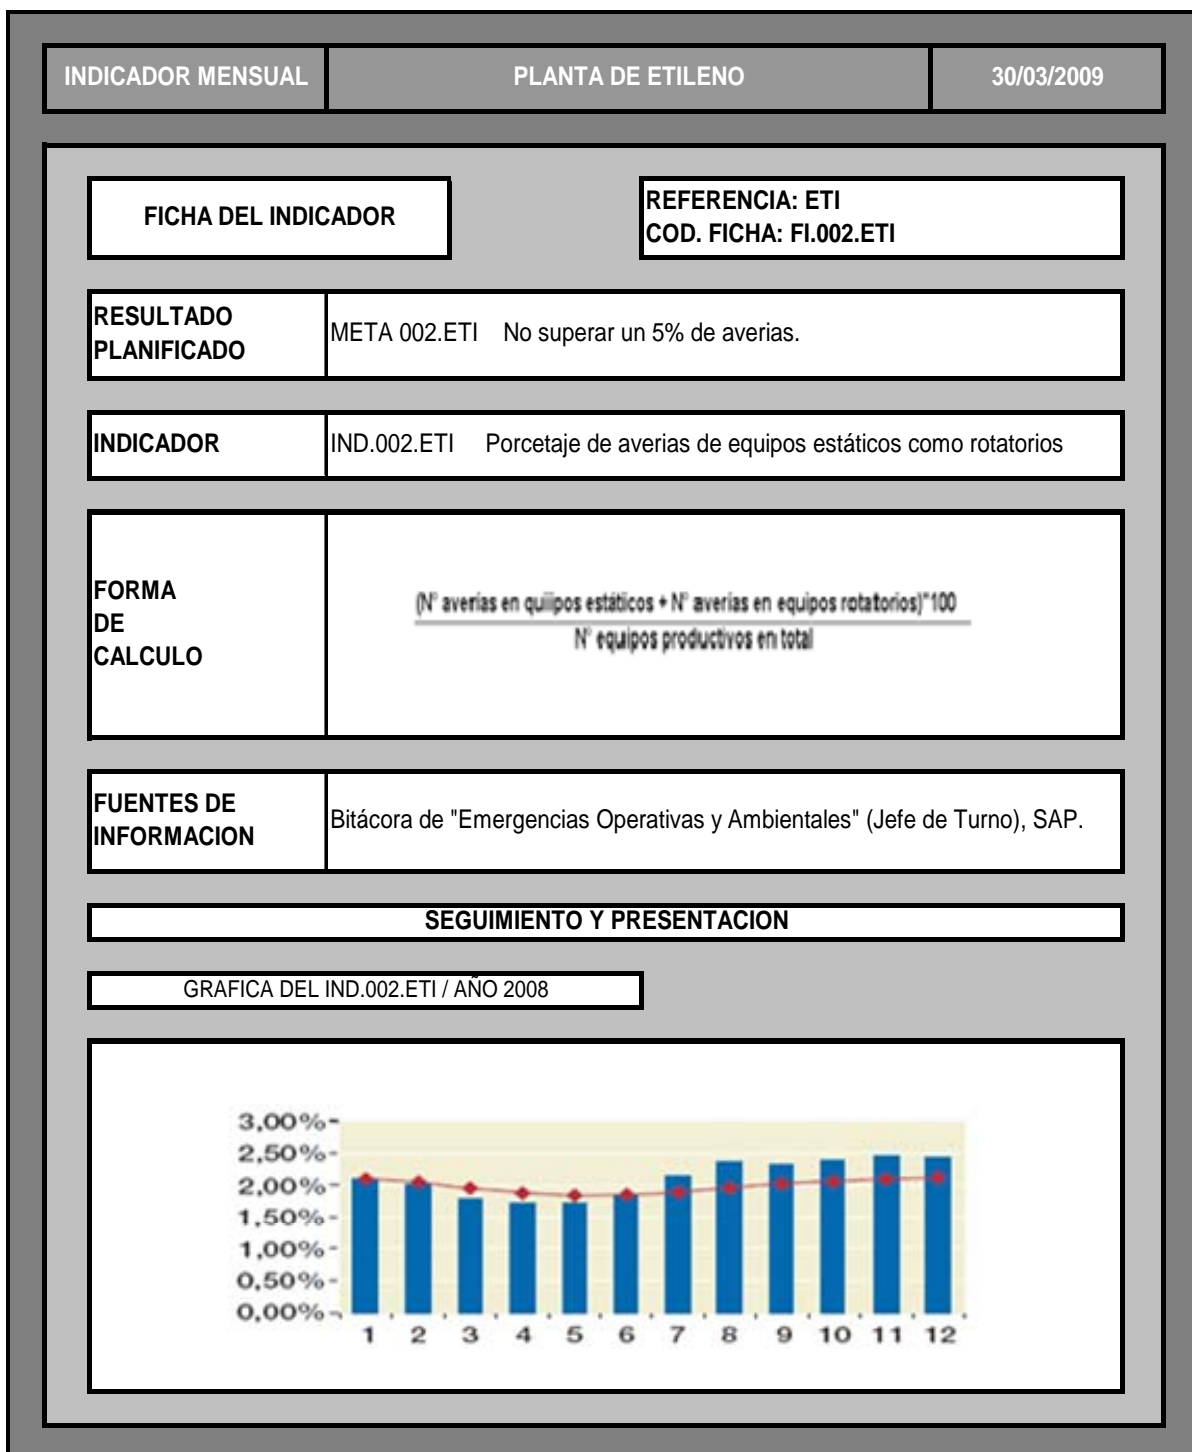 INDICADOR MENSUAL
PLANTA DE ETILENO
30/03/2009
FICHA DEL INDICADOR
REFERENCIA: ETI
COD. FICHA: FI.002.ETI
RESULTADO
PLANIFICADO
META 002.ETI No superar un 5% de averias.
INDICADOR
IND.002.ETI Porcetaje de averias de equipos estáticos como rotatorios
FORMA
DE
CALCULO
(N° averias en quiipos estáticos + N° averias en equipos rotatorios)*100
N° equipos productivos en total
FUENTES DE
INFORMACION
Bitácora de "Emergencias Operativas y Ambientales" (Jefe de Turno), SAP.
SEGUIMIENTO Y PRESENTACION
GRAFICA DEL IND.002.ETI / AÑO 2008
3,00%
2,50%
2,00%
1,50%
1,00%
0,50%
0,00%
1 2 3 4 5 6 7 8 9 10 11 12